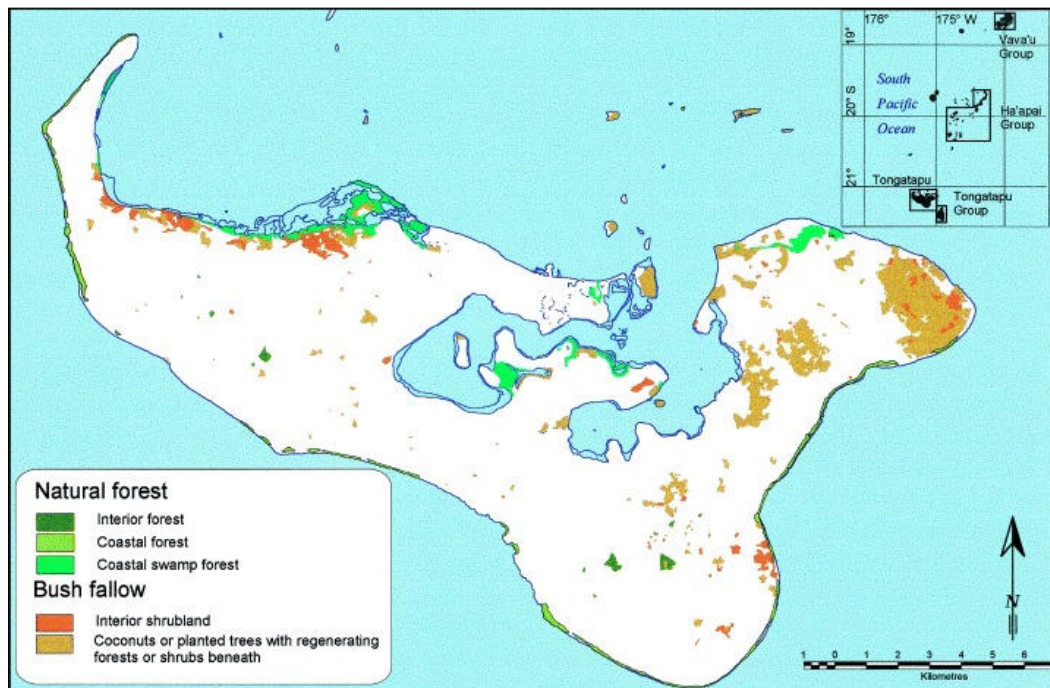 176°
175° W
19°
Vava'u
Group
South
Pacific
Ocean
20° S
Ha'apai
Group
21°
Tongatapu
Tongatapu
Group
Natural forest
Interior forest
Coastal forest
Coastal swamp forest
Bush fallow
Interior shrubland
Coconuts or planted trees with regenerating
forests or shrubs beneath
N
1 0 1 2 3 4 5 6
Kilometres